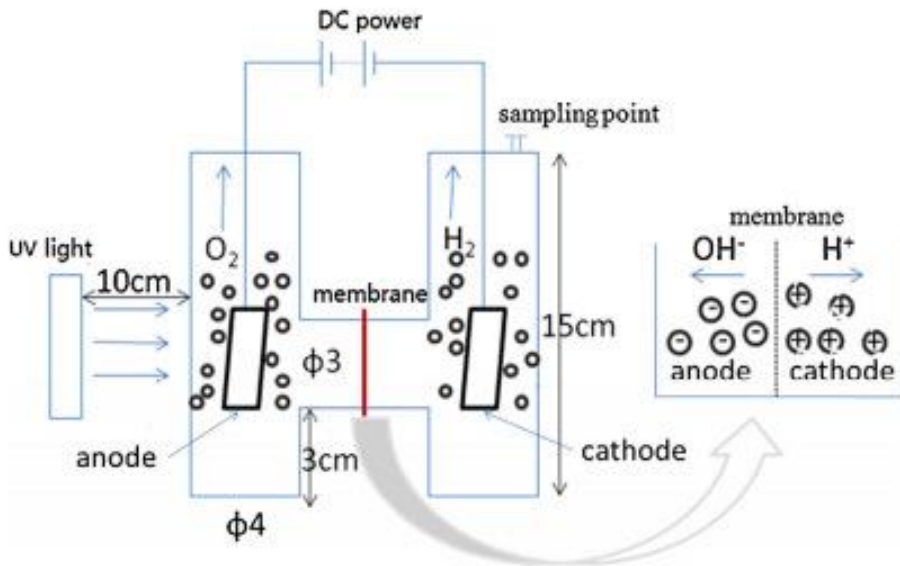 DC power
sampling point
UV light
10cm
O₂
H₂
membrane
φ3
15cm
anode
3cm
cathode
φ4
membrane
OH⁻
H⁺
anode
cathode